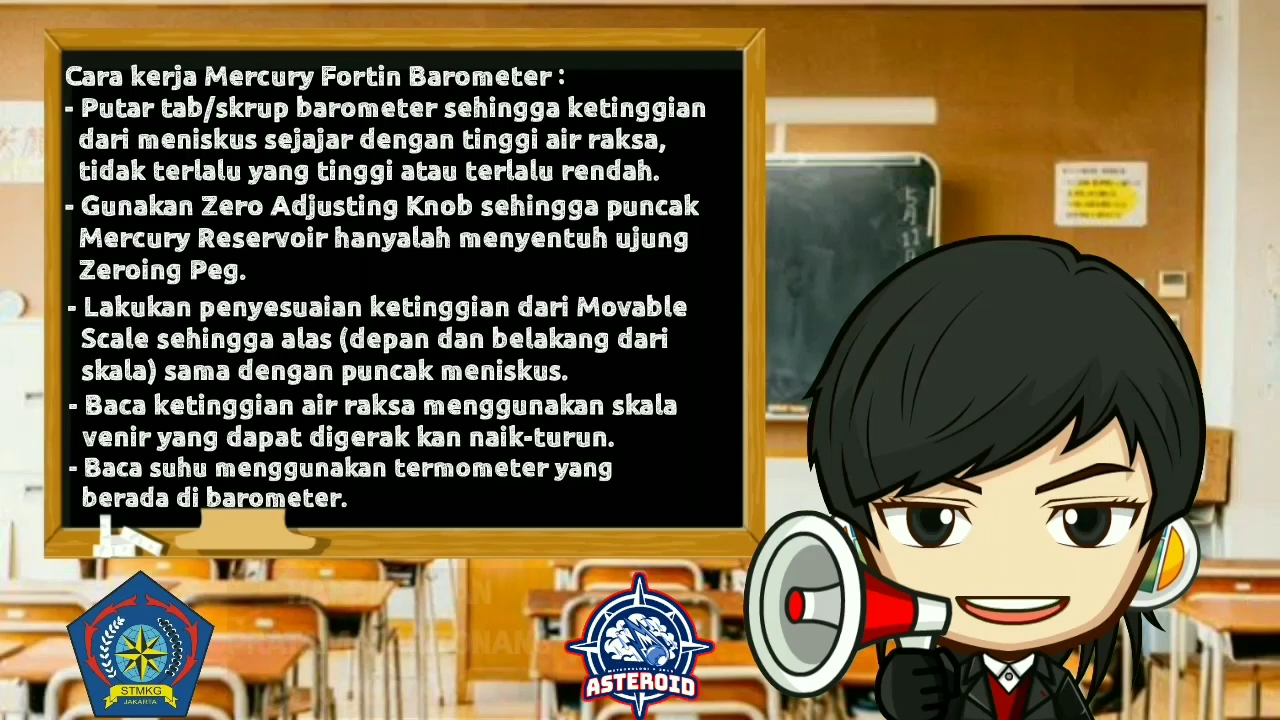 Cara kerja Mercury Fortin Barometer :
- Putar tab/skrup barometer sehingga ketinggian
dari meniskus sejajar dengan tinggi air raksa,
tidak terlalu yang tinggi atau terlalu rendah.
- Gunakan Zero Adjusting Knob sehingga puncak
Mercury Reservoir hanyalah menyentuh ujung
Zeroing Peg.
- Lakukan penyesuaian ketinggian dari Movable
Scale sehingga alas (depan dan belakang dari
skala) sama dengan puncak meniskus.
- Baca ketinggian air raksa menggunakan skala
venir yang dapat digerak kan naik-turun.
- Baca suhu menggunakan termometer yang
berada di barometer.
STMKG
JAKARTA
ASTEROID